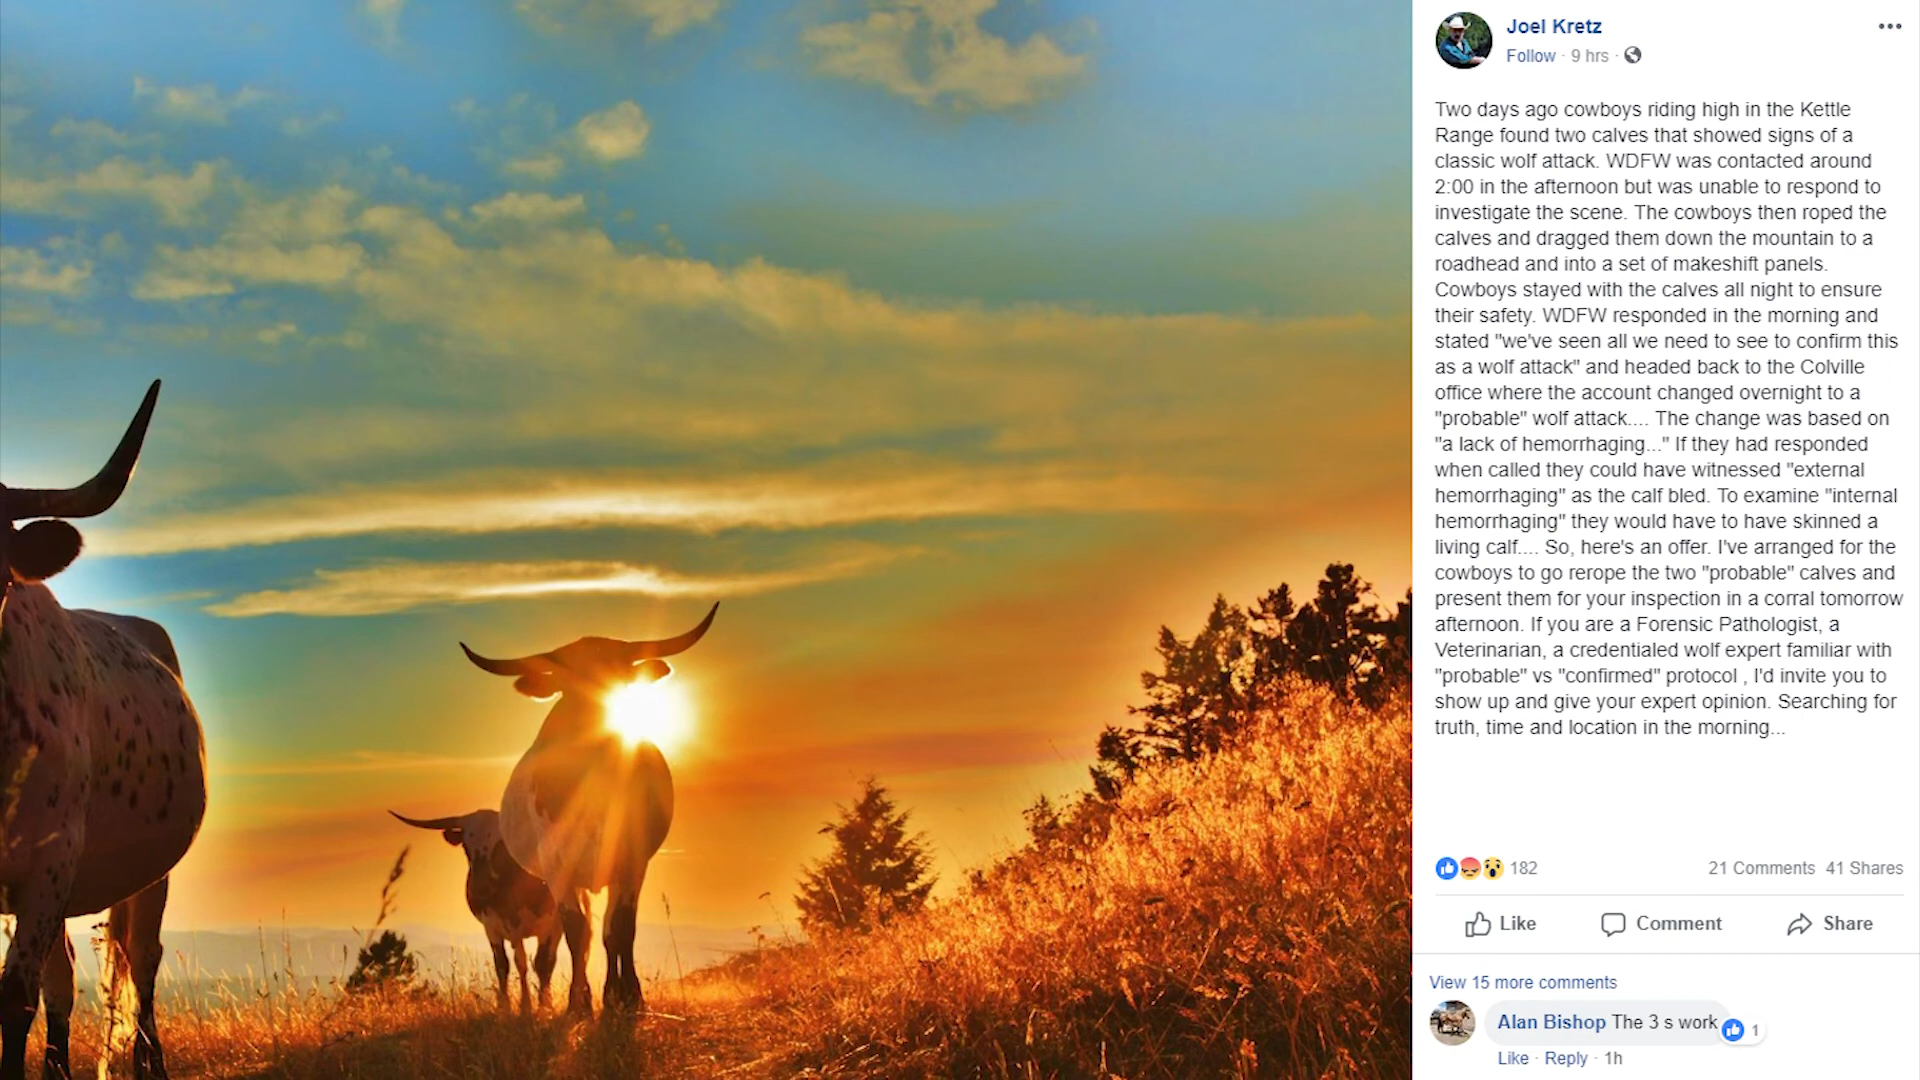 Joel Kretz
Follow · 9 hrs ·
Two days ago cowboys riding high in the Kettle
Range found two calves that showed signs of a
classic wolf attack. WDFW was contacted around
2:00 in the afternoon but was unable to respond to
investigate the scene. The cowboys then roped the
calves and dragged them down the mountain to a
roadhead and into a set of makeshift panels.
Cowboys stayed with the calves all night to ensure
their safety. WDFW responded in the morning and
stated "we've seen all we need to see to confirm this
as a wolf attack" and headed back to the Colville
office where the account changed overnight to a
"probable" wolf attack.... The change was based on
"a lack of hemorrhaging..." If they had responded
when called they could have witnessed "external
hemorrhaging" as the calf bled. To examine "internal
hemorrhaging" they would have to have skinned a
living calf.... So, here's an offer. I've arranged for the
cowboys to go rerope the two "probable" calves and
present them for your inspection in a corral tomorrow
afternoon. If you are a Forensic Pathologist, a
Veterinarian, a credentialed wolf expert familiar with
"probable" vs "confirmed" protocol , I'd invite you to
show up and give your expert opinion. Searching for
truth, time and location in the morning...
182 21 Comments 41 Shares
Like Comment Share
View 15 more comments
Alan Bishop The 3 s work 1
Like · Reply · 1h